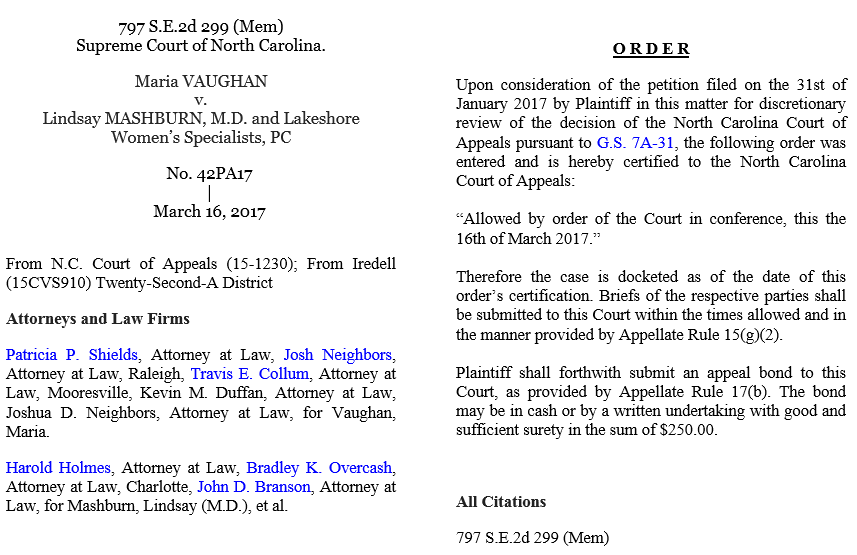 797 S.E.2d 299 (Mem)
Supreme Court of North Carolina.
Maria VAUGHAN
v.
Lindsay MASHBURN, M.D. and Lakeshore
Women's Specialists, PC
No. 42PA17
|
March 16, 2017
From N.C. Court of Appeals (15-1230); From Iredell
(15CVS910) Twenty-Second-A District
Attorneys and Law Firms
Patricia P. Shields, Attorney at Law, Josh Neighbors,
Attorney at Law, Raleigh, Travis E. Collum, Attorney at
Law, Mooresville, Kevin M. Duffan, Attorney at Law,
Joshua D. Neighbors, Attorney at Law, for Vaughan,
Maria.
Harold Holmes, Attorney at Law, Bradley K. Overcash,
Attorney at Law, Charlotte, John D. Branson, Attorney at
Law, for Mashburn, Lindsay (M.D.), et al.
ORDER
Upon consideration of the petition filed on the 31st of
January 2017 by Plaintiff in this matter for discretionary
review of the decision of the North Carolina Court of
Appeals pursuant to G.S. 7A-31, the following order was
entered and is hereby certified to the North Carolina
Court of Appeals:
“Allowed by order of the Court in conference, this the
16th of March 2017.”
Therefore the case is docketed as of the date of this
order's certification. Briefs of the respective parties shall
be submitted to this Court within the times allowed and in
the manner provided by Appellate Rule 15(g)(2).
Plaintiff shall forthwith submit an appeal bond to this
Court, as provided by Appellate Rule 17(b). The bond
may be in cash or by a written undertaking with good and
sufficient surety in the sum of $250.00.
All Citations
797 S.E.2d 299 (Mem)